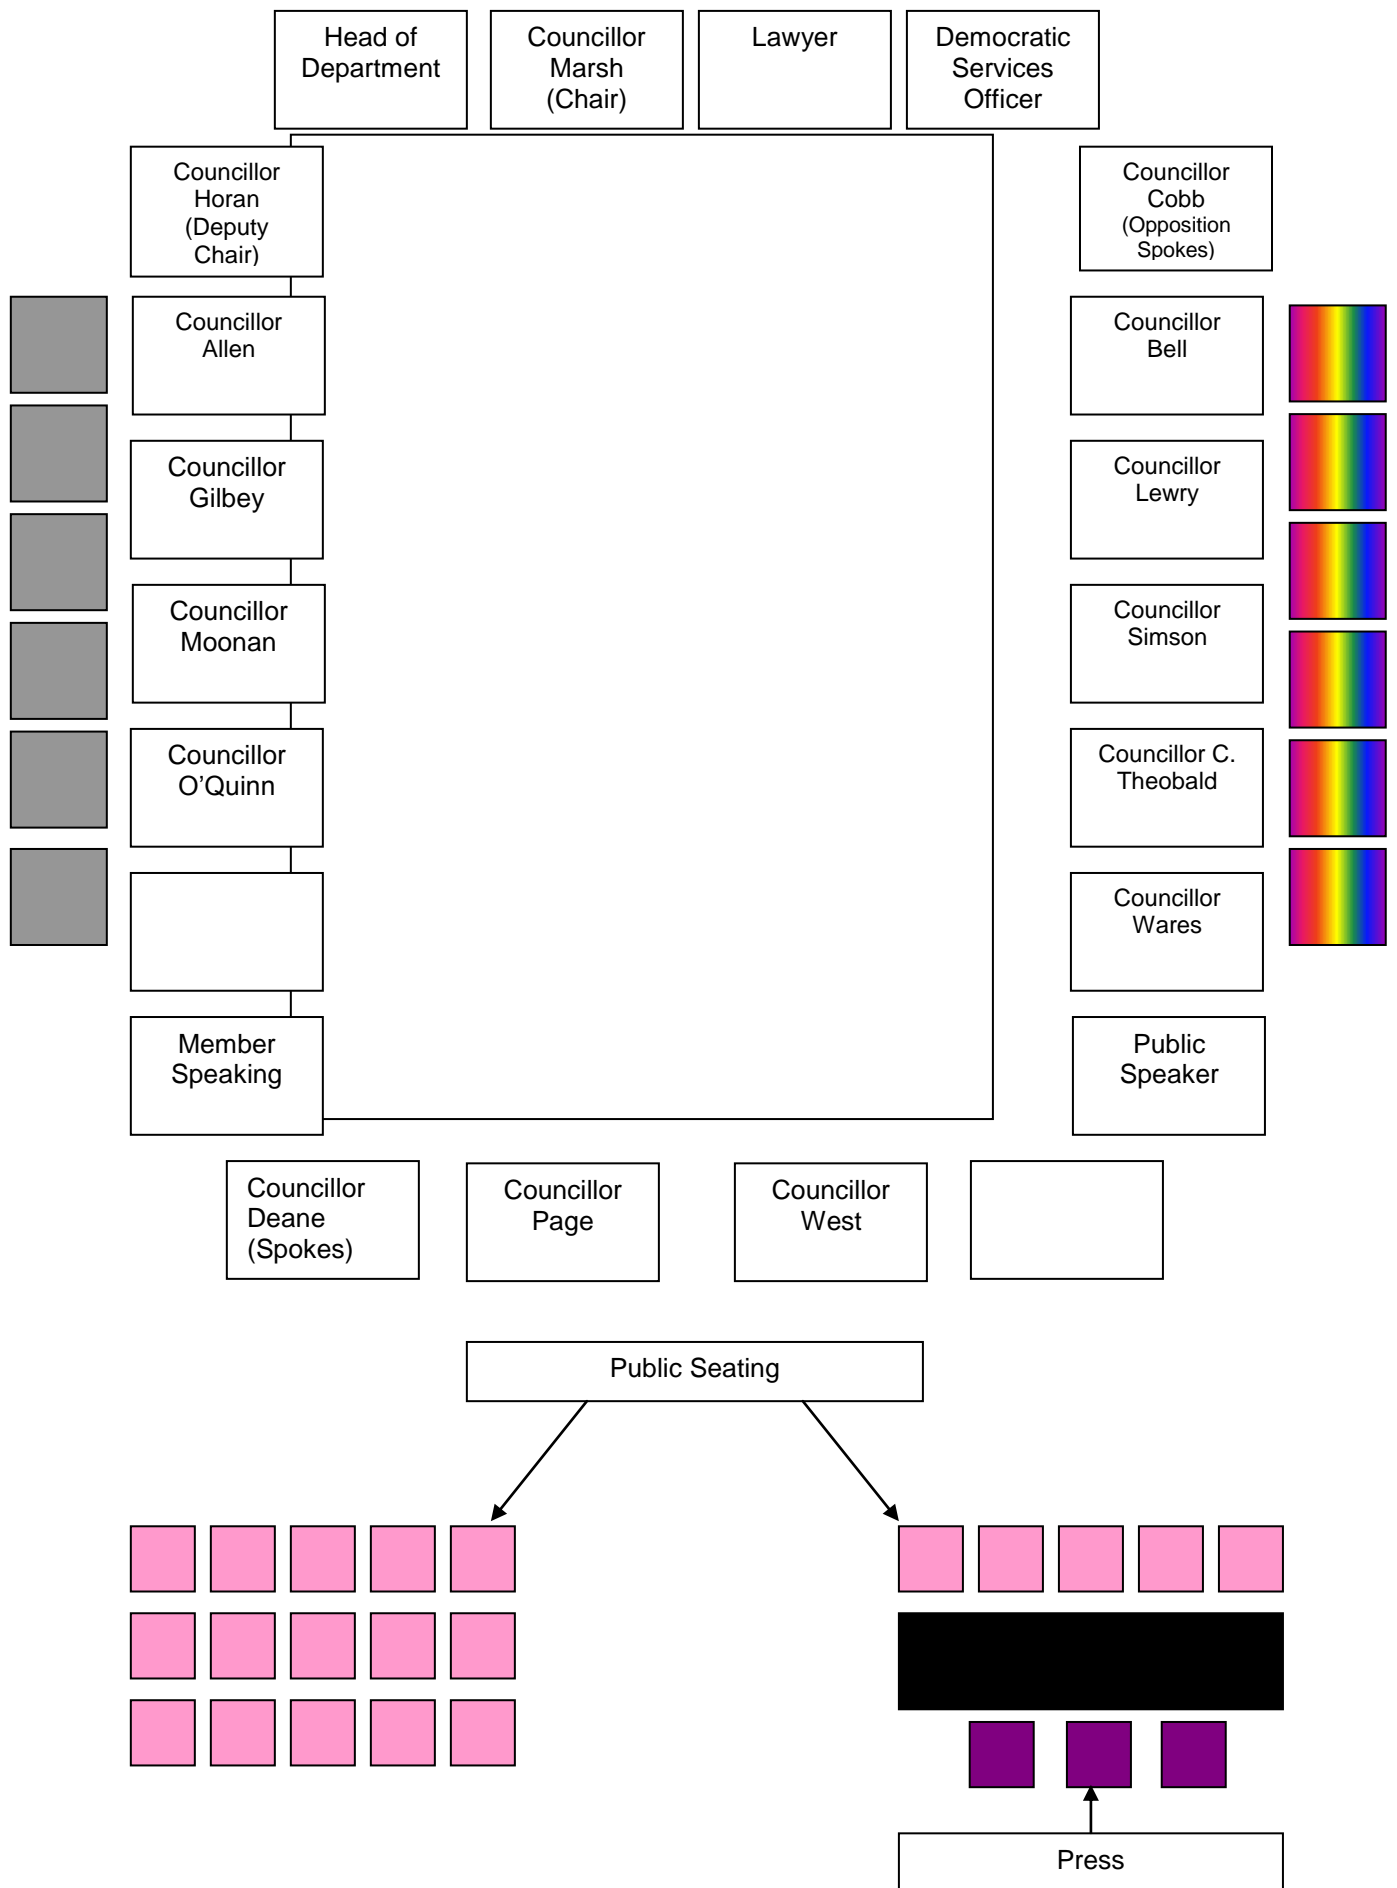 Head of
Department
Councillor
Marsh
(Chair)
Lawyer
Democratic
Services
Officer
Councillor
Horan
(Deputy
Chair)
Councillor
Cobb
(Opposition
Spokes)
Councillor
Allen
Councillor
Bell
Councillor
Gilbey
Councillor
Lewry
Councillor
Moonan
Councillor
Simson
Councillor
O’Quinn
Councillor C.
Theobald
Councillor
Wares
Member
Speaking
Public
Speaker
Councillor
Deane
(Spokes)
Councillor
Page
Councillor
West
Public Seating
Press